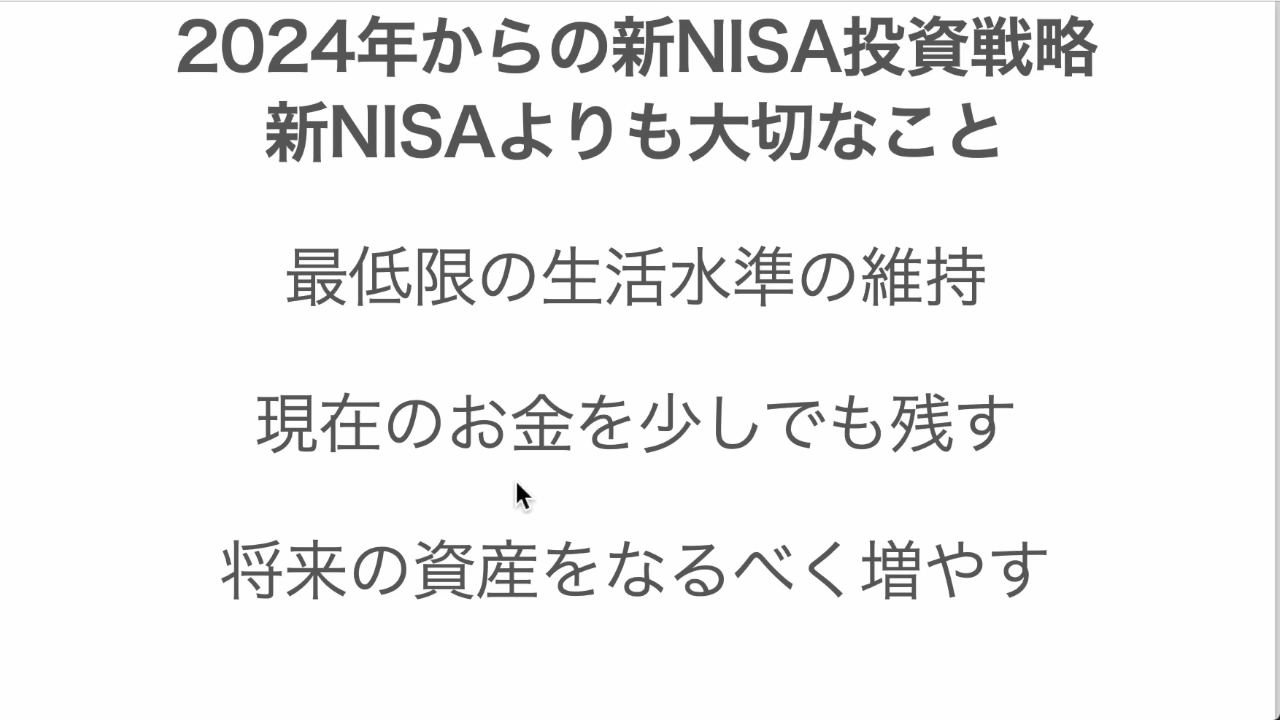 2024年からの新NISA投資戦略
新NISAよりも大切なこと
最低限の生活水準の維持
現在のお金を少しでも残す
将来の資産をなるべく増やす